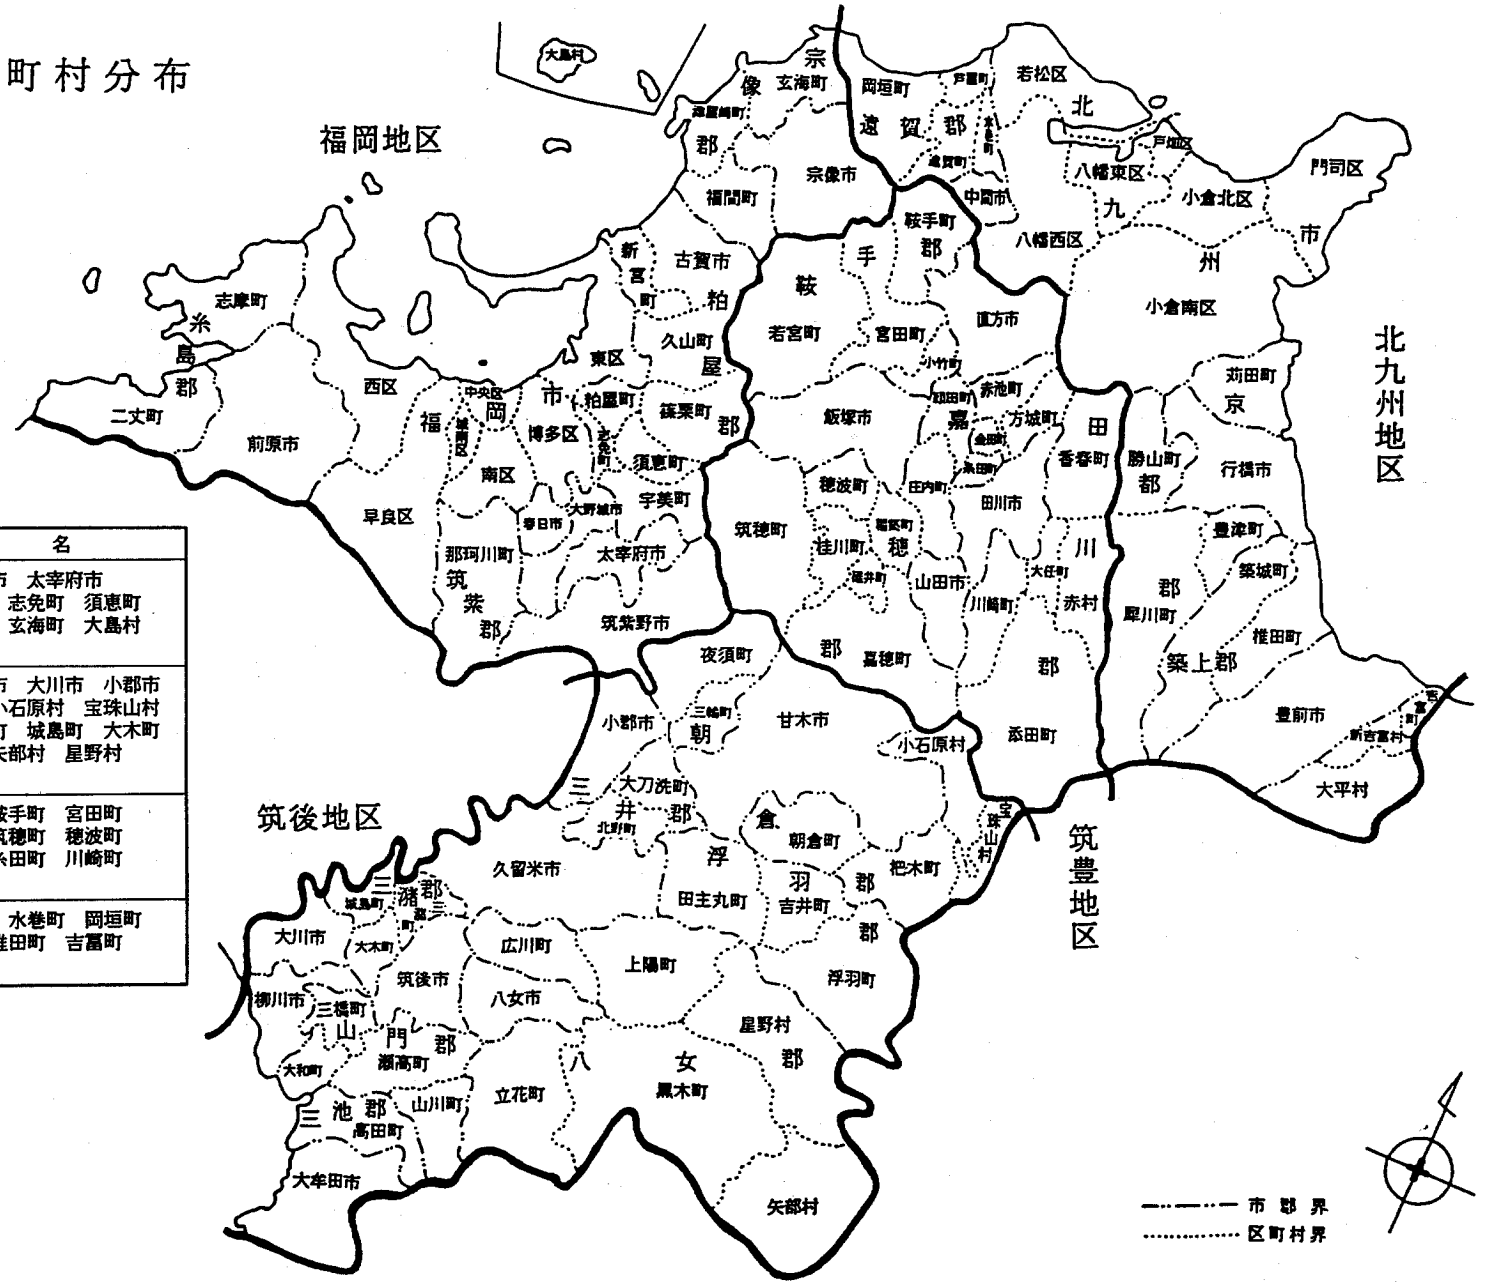 町村分布
名
市 太宰府市
志免町 須恵町
玄海町 大島村
市 大川市 小郡市
小石原村 宝珠山村
町 城島町 大木町
矢部村 星野村
鞍手町 宮田町
筑穂町 穂波町
糸田町 川崎町
水巻町 岡垣町
椎田町 吉富町
福岡地区
大島村
宗像郡
玄海町
津屋崎町
宗像市
福間町
古賀市
新宮町
粕屋郡
久山町
東区
粕屋町
篠栗町
志免町
須恵町
宇美町
糸島郡
志摩町
二丈町
前原市
福岡市
西区
中央区
城南区
博多区
南区
早良区
春日市
大野城市
太宰府市
那珂川町
筑紫郡
筑紫野市
北九州地区
遠賀郡
岡垣町
芦屋町
水巻町
遠賀町
中間市
北九州市
若松区
戸畑区
八幡東区
八幡西区
小倉北区
門司区
小倉南区
苅田町
京都郡
勝山町
行橋市
豊津町
犀川町
築城町
椎田町
築上郡
豊前市
吉富町
新吉富村
大平村
筑豊地区
鞍手郡
鞍手町
若宮町
宮田町
小竹町
直方市
飯塚市
嘉穂郡
頴田町
穂波町
庄内町
筑穂町
桂川町
稲築町
碓井町
山田市
嘉穂町
田川郡
赤池町
方城町
金田町
糸田町
香春町
田川市
大任町
川崎町
赤村
添田町
筑後地区
夜須町
三輪町
朝倉郡
甘木市
小石原村
宝珠山村
朝倉町
杷木町
小郡市
三井郡
大刀洗町
北野町
久留米市
浮羽郡
田主丸町
吉井町
浮羽町
三潴郡
城島町
三潴町
大木町
大川市
柳川市
三橋町
山門郡
大和町
瀬高町
山川町
筑後市
広川町
八女市
上陽町
星野村
八女郡
黒木町
立花町
矢部村
三池郡
高田町
大牟田市
市郡界
区町村界